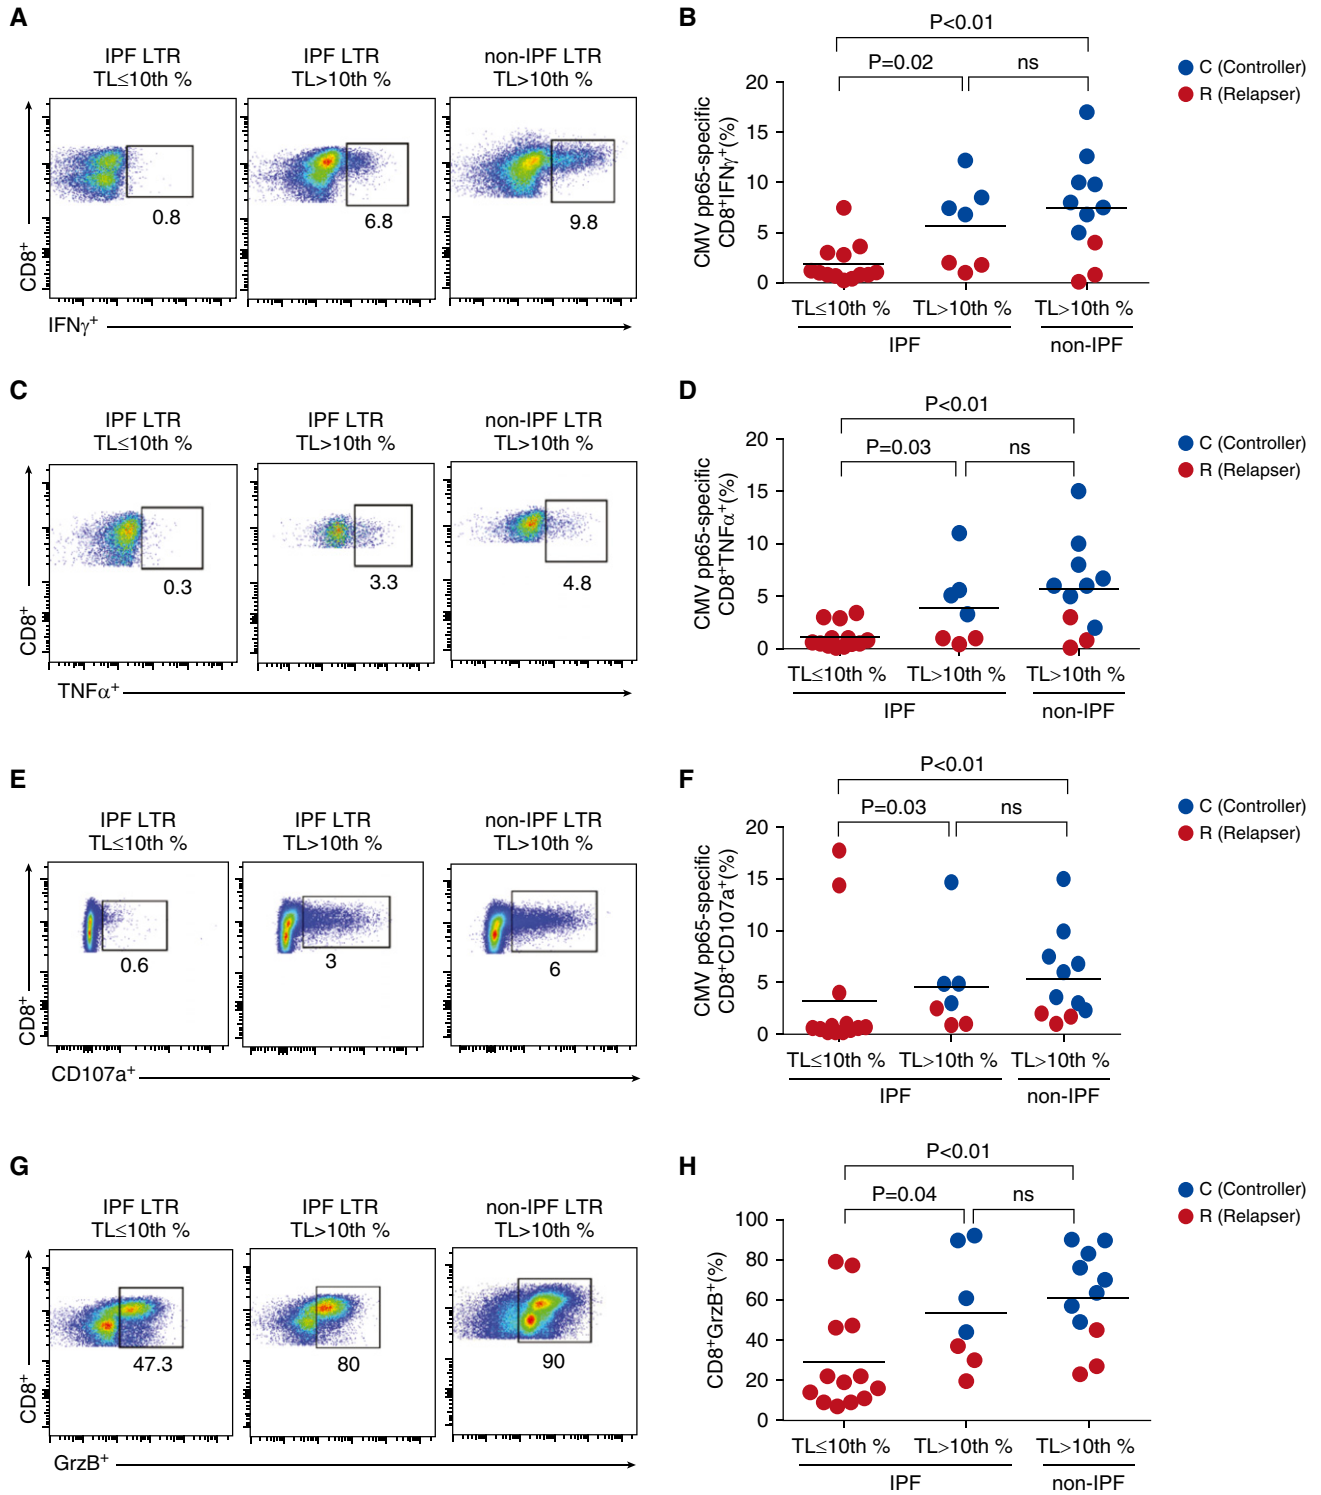 A
IPF LTR
TL≤10th %
IPF LTR
TL>10th %
non-IPF LTR
TL>10th %
0.8
6.8
9.8
CD8+
IFNγ+
B
P<0.01
P=0.02
ns
C (Controller)
R (Relapser)
CMV pp65-specific
CD8+IFNγ+(%)
20
15
10
5
0
TL≤10th %
TL>10th %
TL>10th %
IPF
non-IPF
C
IPF LTR
TL≤10th %
IPF LTR
TL>10th %
non-IPF LTR
TL>10th %
0.3
3.3
4.8
CD8+
TNFα+
D
P<0.01
P=0.03
ns
C (Controller)
R (Relapser)
CMV pp65-specific
CD8+TNFα+(%)
20
15
10
5
0
TL≤10th %
TL>10th %
TL>10th %
IPF
non-IPF
E
IPF LTR
TL≤10th %
IPF LTR
TL>10th %
non-IPF LTR
TL>10th %
0.6
3
6
CD8+
CD107a+
F
P<0.01
P=0.03
ns
C (Controller)
R (Relapser)
CMV pp65-specific
CD8+CD107a+(%)
20
15
10
5
0
TL≤10th %
TL>10th %
TL>10th %
IPF
non-IPF
G
IPF LTR
TL≤10th %
IPF LTR
TL>10th %
non-IPF LTR
TL>10th %
47.3
80
90
CD8+
GrzB+
H
P<0.01
P=0.04
ns
C (Controller)
R (Relapser)
CD8+GrzB+(%)
100
80
60
40
20
0
TL≤10th %
TL>10th %
TL>10th %
IPF
non-IPF